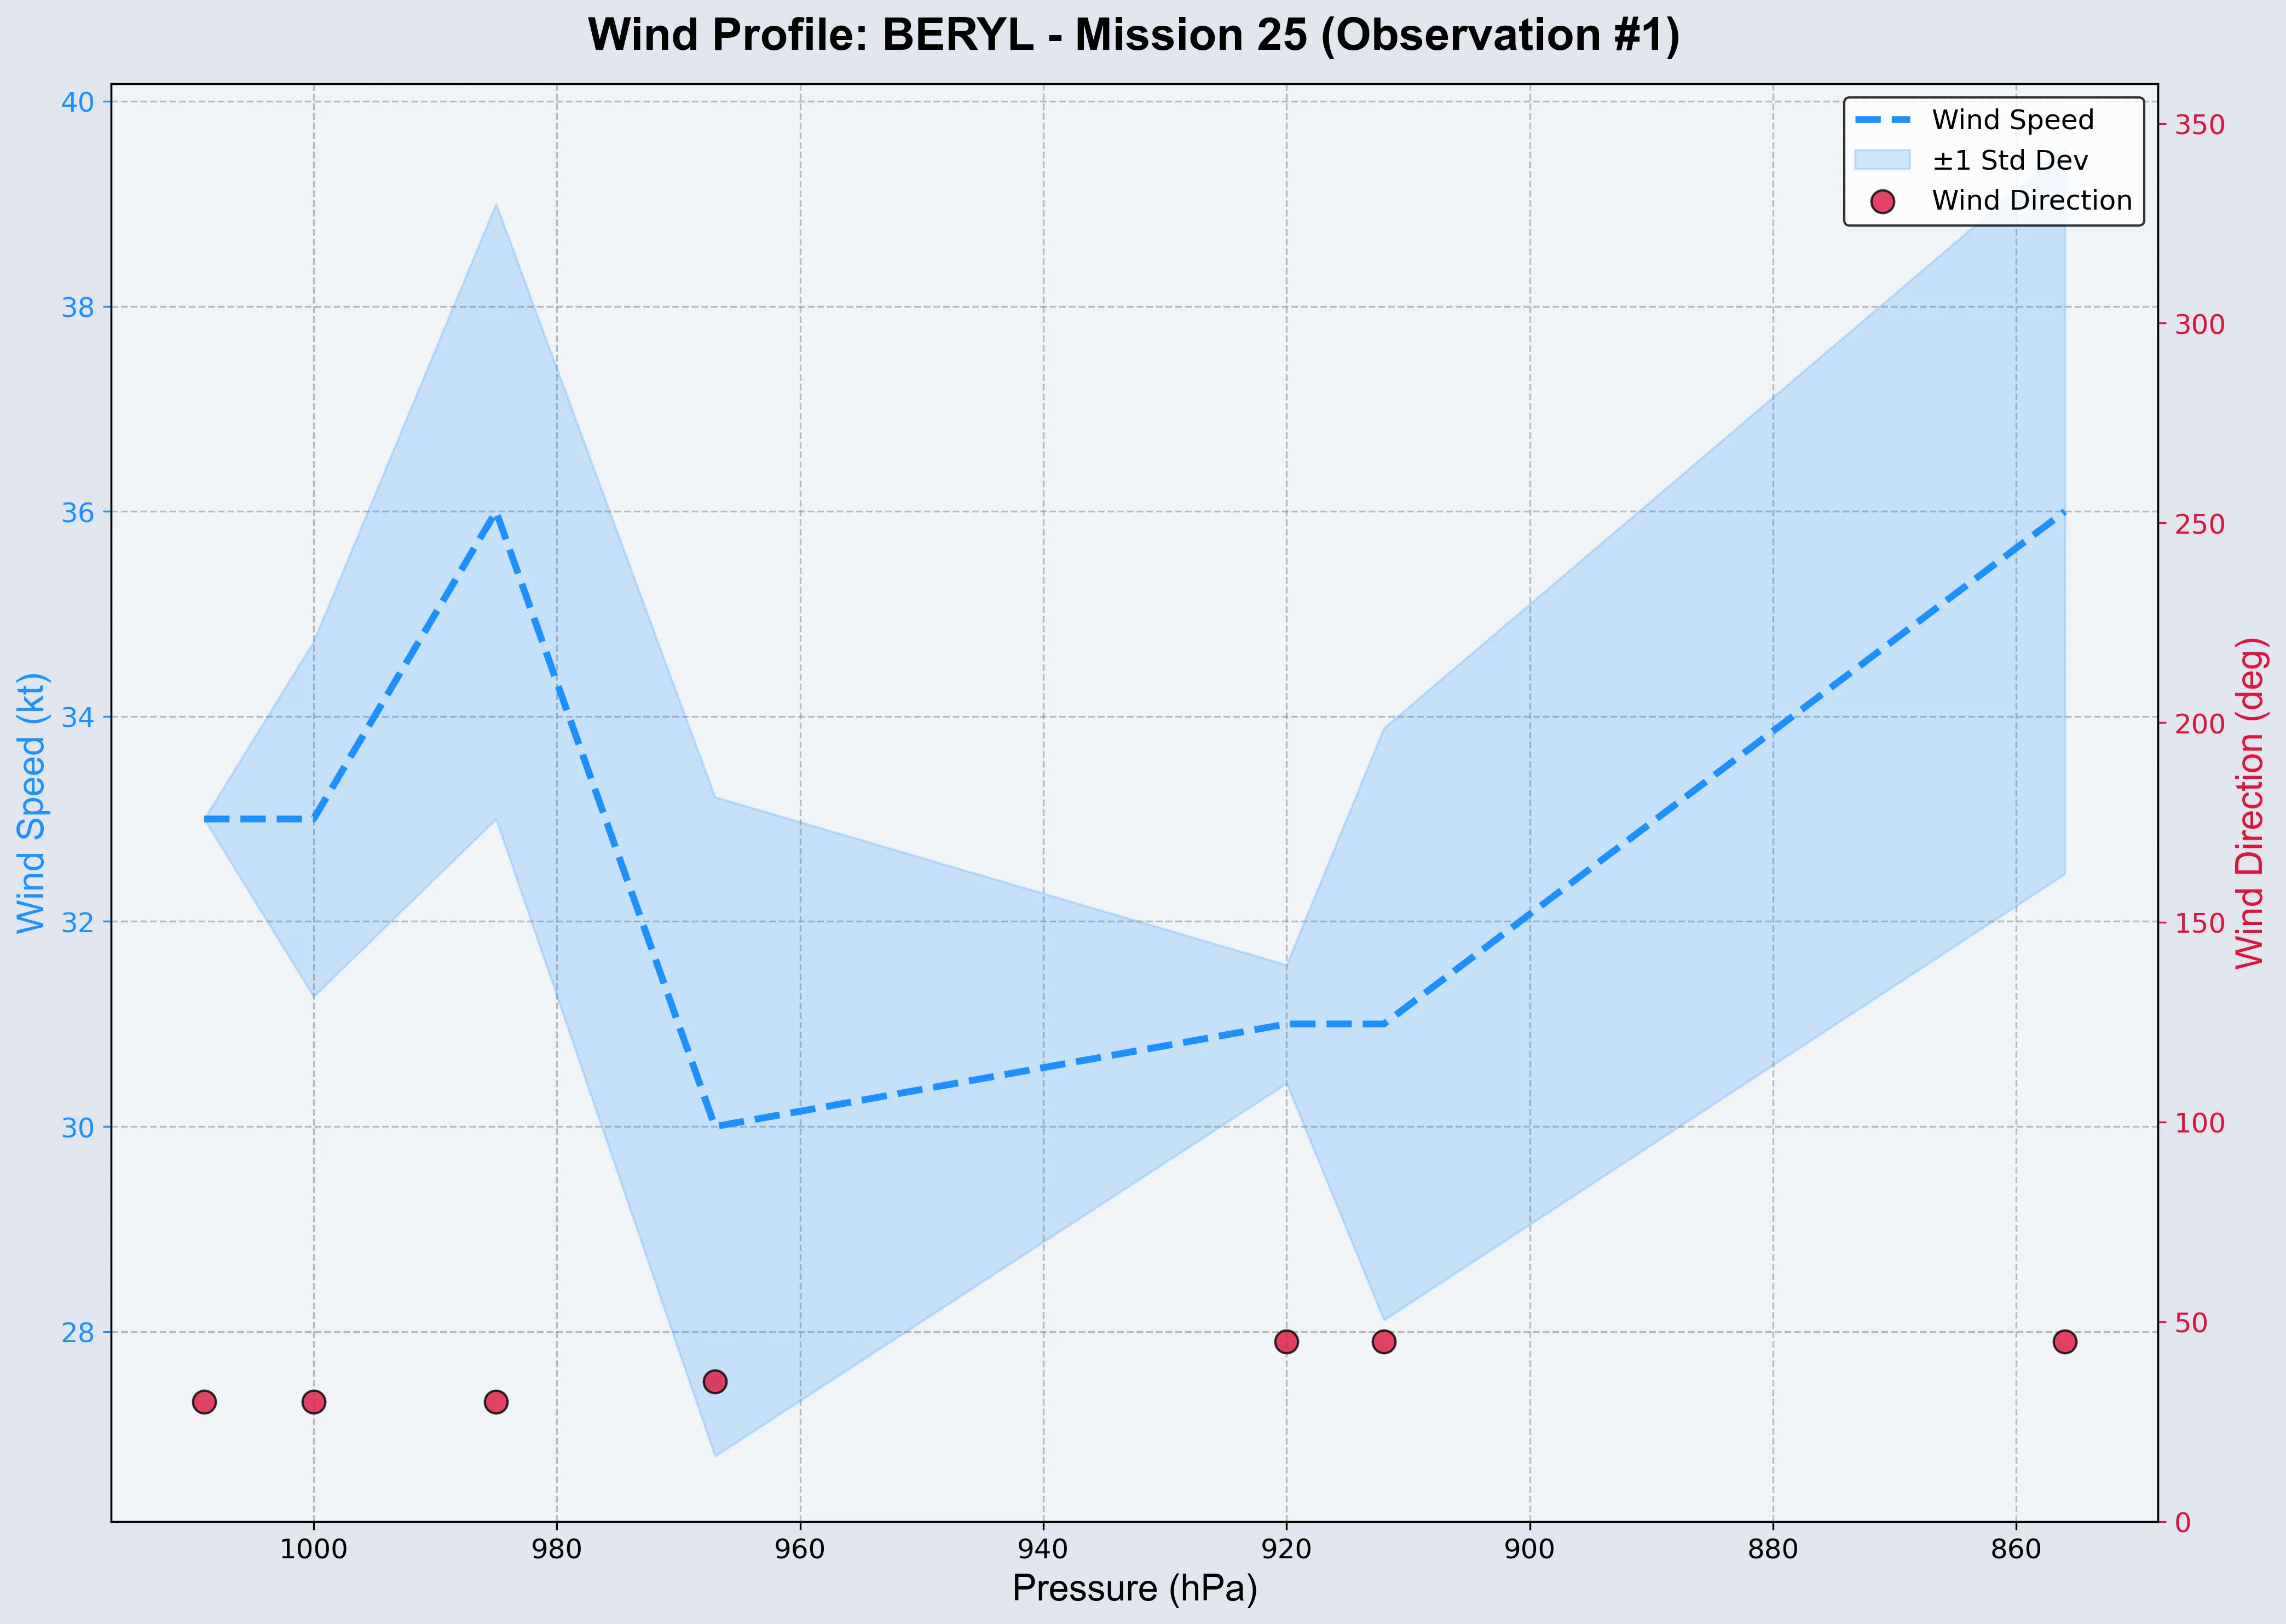 Wind Profile: BERYL - Mission 25 (Observation #1)
Wind Speed (kt)
40
38
36
34
32
30
28
Wind Speed
±1 Std Dev
Wind Direction
350
300
250
200
150
100
50
0
Wind Direction (deg)
1000 980 960 940 920 900 880 860
Pressure (hPa)